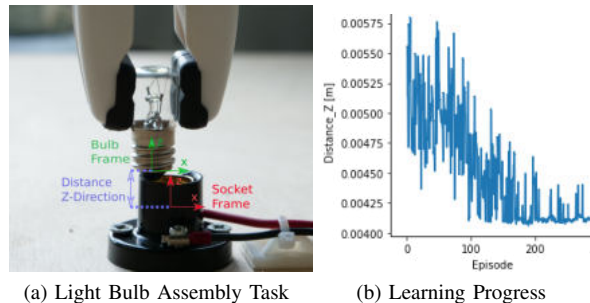 Bulb
Frame
x
Distance
Z-Direction
z
x
Socket
Frame
Distance_Z [m]
0.00575
0.00550
0.00525
0.00500
0.00475
0.00450
0.00425
0.00400
0
100
200
Episode
(a) Light Bulb Assembly Task
(b) Learning Progress